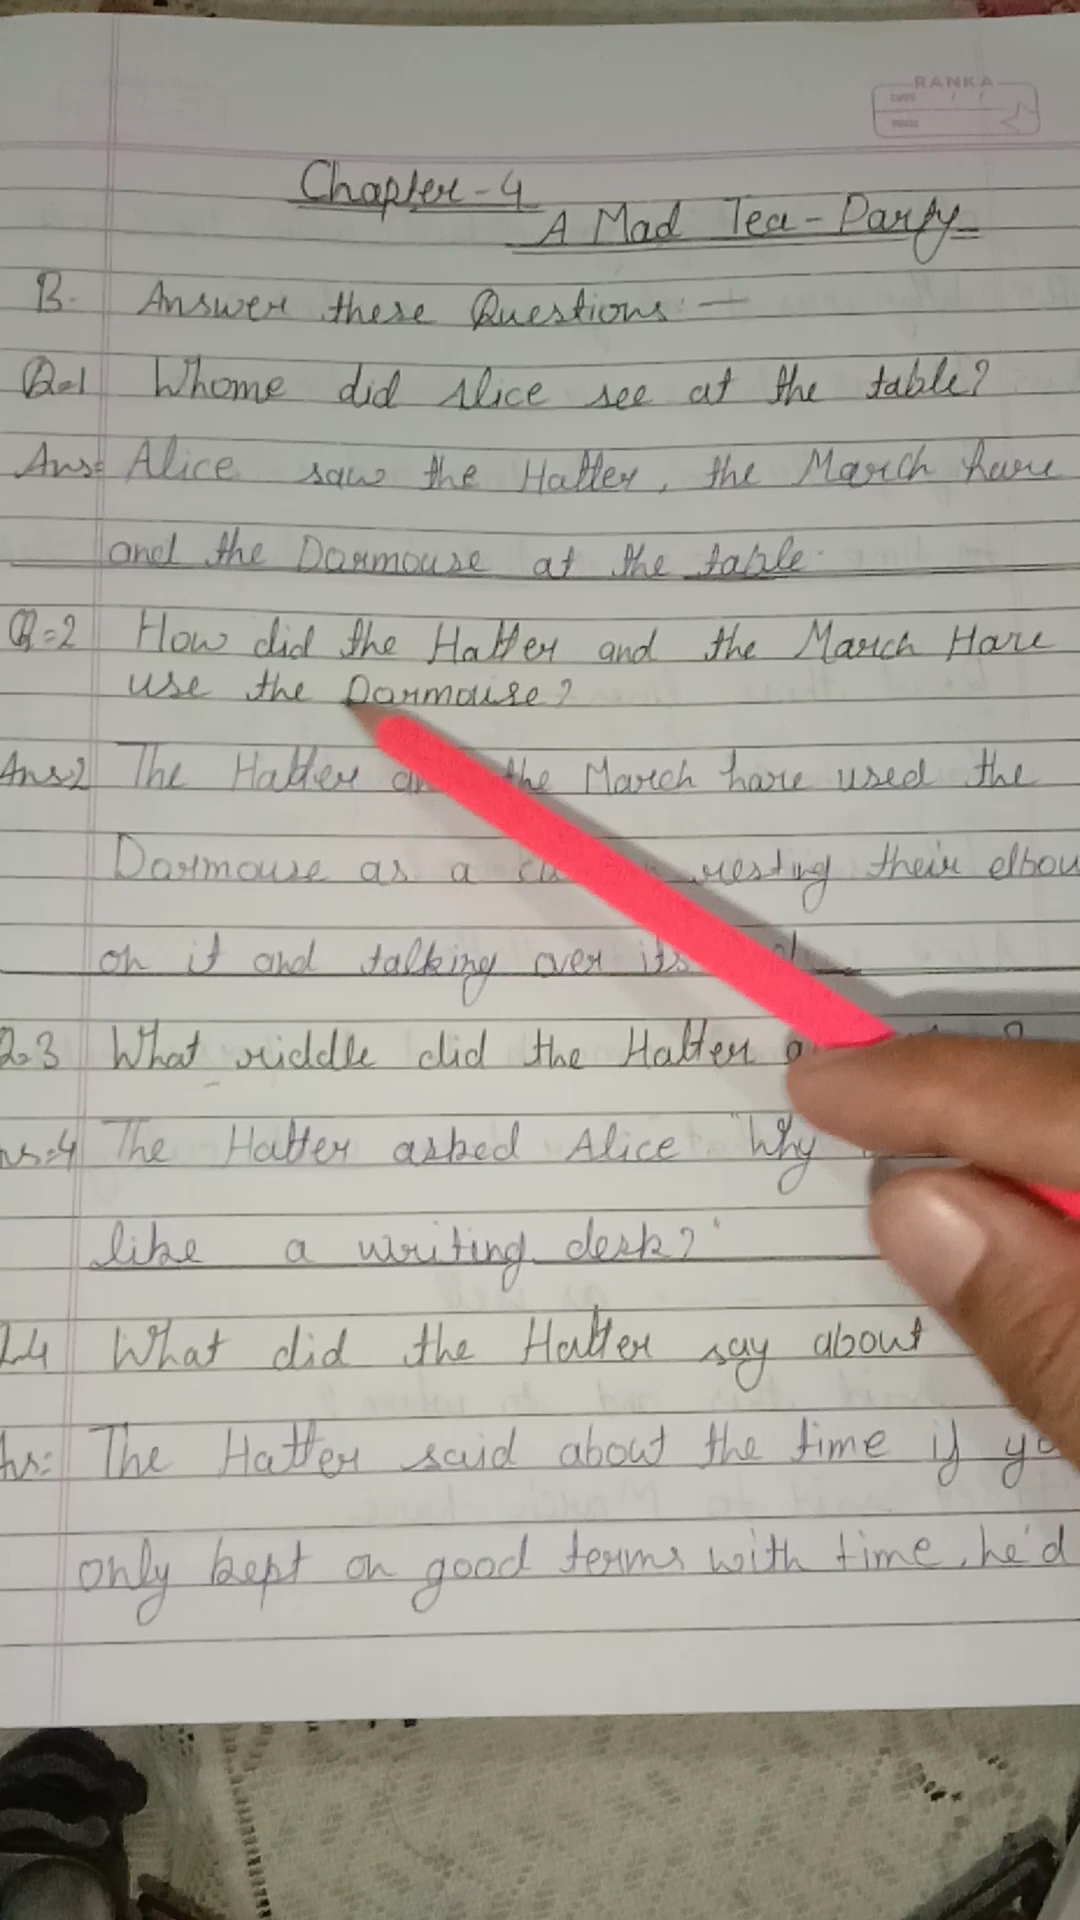 RANKA
DATE
PAGE
Chapter-4
A Mad Tea-Party
B. Answer these Questions:—
Q=1 Whome did Alice see at the table?
Ans= Alice saw the Hatter, the March hare
and the Dormouse at the table.
Q=2 How did the Hatter and the March Hare
use the Dormouse?
Ans2 The Hatter the March hare used the
Dormouse as a resting their elbow
on it and talking over its
2.3 What riddle did the Hatter ?
ns=4 The Hatter asked Alice "Why
like a writing desk?"
2.4 What did the Hatter say about
Ans= The Hatter said about the time if
only kept on good terms with time, he'd